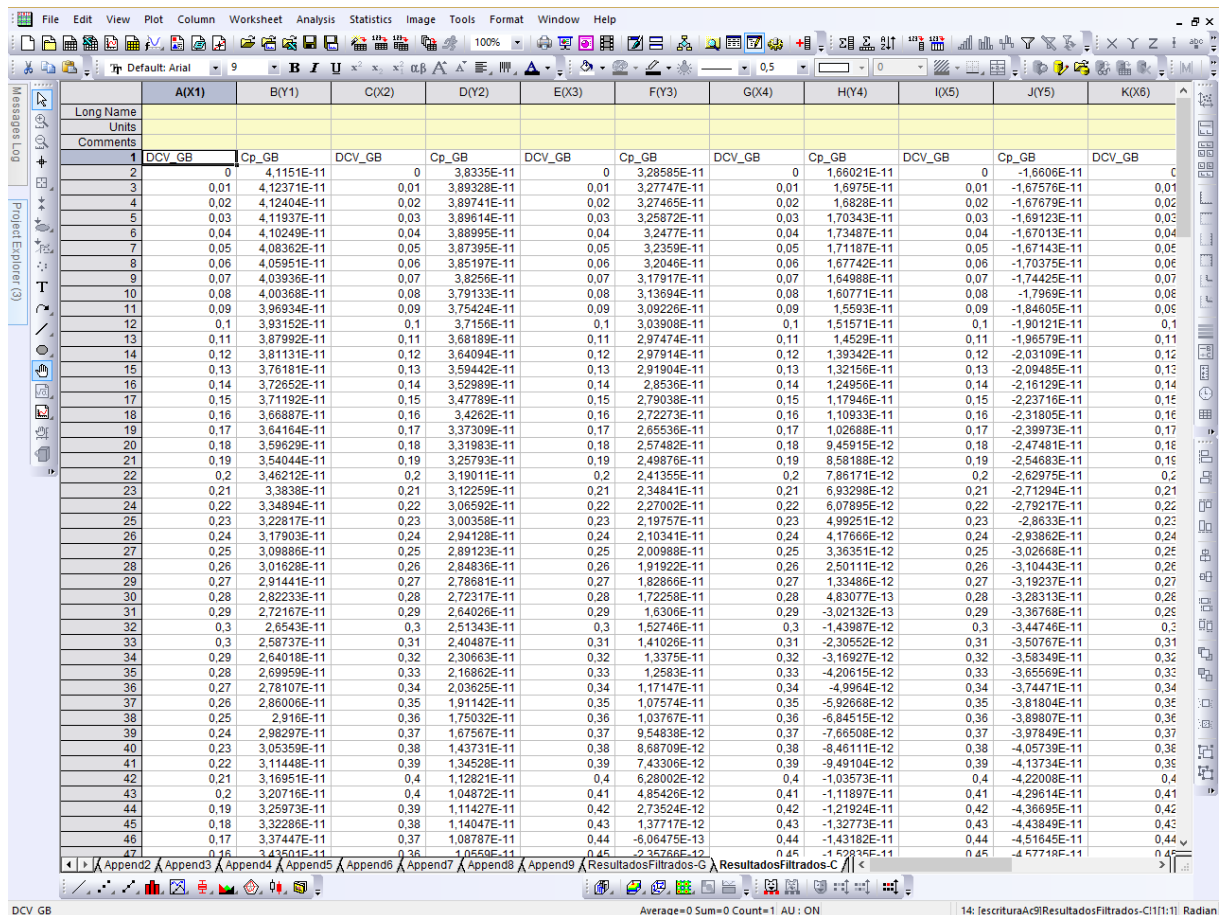 File Edit View Plot Column Worksheet Analysis Statistics Image Tools Format Window Help
100%
Default: Arial 9 B I U 0,5 0
Messages Log
Project Explorer (3)
A(X1) B(Y1) C(X2) D(Y2) E(X3) F(Y3) G(X4) H(Y4) I(X5) J(Y5) K(X6)
Long Name
Units
Comments
1 DCV_GB Cp_GB DCV_GB Cp_GB DCV_GB Cp_GB DCV_GB Cp_GB DCV_GB Cp_GB DCV_GB
2 0 4,1151E-11 0 3,8335E-11 0 3,28585E-11 0 1,66021E-11 0 -1,6606E-11
3 0,01 4,12371E-11 0,01 3,89328E-11 0,01 3,27747E-11 0,01 1,6975E-11 0,01 -1,67576E-11 0,01
4 0,02 4,12404E-11 0,02 3,89741E-11 0,02 3,27465E-11 0,02 1,6828E-11 0,02 -1,67679E-11 0,02
5 0,03 4,11937E-11 0,03 3,89614E-11 0,03 3,25872E-11 0,03 1,70343E-11 0,03 -1,69123E-11 0,03
6 0,04 4,10249E-11 0,04 3,88995E-11 0,04 3,2477E-11 0,04 1,73487E-11 0,04 -1,67013E-11 0,04
7 0,05 4,08362E-11 0,05 3,87395E-11 0,05 3,2359E-11 0,05 1,71187E-11 0,05 -1,67143E-11 0,05
8 0,06 4,05951E-11 0,06 3,85197E-11 0,06 3,2046E-11 0,06 1,67742E-11 0,06 -1,70375E-11 0,06
9 0,07 4,03936E-11 0,07 3,8256E-11 0,07 3,17917E-11 0,07 1,64988E-11 0,07 -1,74425E-11 0,07
10 0,08 4,00368E-11 0,08 3,79133E-11 0,08 3,13694E-11 0,08 1,60771E-11 0,08 -1,7969E-11 0,08
11 0,09 3,96934E-11 0,09 3,75424E-11 0,09 3,09226E-11 0,09 1,5593E-11 0,09 -1,84605E-11 0,09
12 0,1 3,93152E-11 0,1 3,7156E-11 0,1 3,03908E-11 0,1 1,51571E-11 0,1 -1,90121E-11 0,1
13 0,11 3,87992E-11 0,11 3,68189E-11 0,11 2,97474E-11 0,11 1,4529E-11 0,11 -1,96579E-11 0,11
14 0,12 3,81131E-11 0,12 3,64094E-11 0,12 2,97914E-11 0,12 1,39342E-11 0,12 -2,03109E-11 0,12
15 0,13 3,76181E-11 0,13 3,59442E-11 0,13 2,91904E-11 0,13 1,32156E-11 0,13 -2,09485E-11 0,13
16 0,14 3,72652E-11 0,14 3,52989E-11 0,14 2,8536E-11 0,14 1,24956E-11 0,14 -2,16129E-11 0,14
17 0,15 3,71192E-11 0,15 3,47789E-11 0,15 2,79038E-11 0,15 1,17946E-11 0,15 -2,23716E-11 0,15
18 0,16 3,66887E-11 0,16 3,4262E-11 0,16 2,72273E-11 0,16 1,10933E-11 0,16 -2,31805E-11 0,16
19 0,17 3,64164E-11 0,17 3,37309E-11 0,17 2,65536E-11 0,17 1,02688E-11 0,17 -2,39973E-11 0,17
20 0,18 3,59629E-11 0,18 3,31983E-11 0,18 2,57482E-11 0,18 9,45915E-12 0,18 -2,47481E-11 0,18
21 0,19 3,54044E-11 0,19 3,25793E-11 0,19 2,49876E-11 0,19 8,58188E-12 0,19 -2,54683E-11 0,19
22 0,2 3,46212E-11 0,2 3,19011E-11 0,2 2,41355E-11 0,2 7,86171E-12 0,2 -2,62975E-11 0,2
23 0,21 3,3838E-11 0,21 3,12259E-11 0,21 2,34841E-11 0,21 6,93298E-12 0,21 -2,71294E-11 0,21
24 0,22 3,34894E-11 0,22 3,06592E-11 0,22 2,27002E-11 0,22 6,07895E-12 0,22 -2,79217E-11 0,22
25 0,23 3,22817E-11 0,23 3,00358E-11 0,23 2,19757E-11 0,23 4,99251E-12 0,23 -2,8633E-11 0,23
26 0,24 3,17903E-11 0,24 2,94128E-11 0,24 2,10341E-11 0,24 4,17666E-12 0,24 -2,93862E-11 0,24
27 0,25 3,09886E-11 0,25 2,89123E-11 0,25 2,00988E-11 0,25 3,36351E-12 0,25 -3,02668E-11 0,25
28 0,26 3,01628E-11 0,26 2,84836E-11 0,26 1,91922E-11 0,26 2,50111E-12 0,26 -3,10443E-11 0,26
29 0,27 2,91441E-11 0,27 2,78681E-11 0,27 1,82866E-11 0,27 1,33486E-12 0,27 -3,19237E-11 0,27
30 0,28 2,82233E-11 0,28 2,72317E-11 0,28 1,72258E-11 0,28 4,83077E-13 0,28 -3,28313E-11 0,28
31 0,29 2,72167E-11 0,29 2,64026E-11 0,29 1,6306E-11 0,29 -3,02132E-13 0,29 -3,36768E-11 0,29
32 0,3 2,6543E-11 0,3 2,51343E-11 0,3 1,52746E-11 0,3 -1,43987E-12 0,3 -3,44746E-11 0,3
33 0,3 2,58737E-11 0,31 2,40487E-11 0,31 1,41026E-11 0,31 -2,30552E-12 0,31 -3,50767E-11 0,31
34 0,29 2,64018E-11 0,32 2,30663E-11 0,32 1,3375E-11 0,32 -3,16927E-12 0,32 -3,58349E-11 0,32
35 0,28 2,69959E-11 0,33 2,16862E-11 0,33 1,2583E-11 0,33 -4,20615E-12 0,33 -3,65569E-11 0,33
36 0,27 2,78107E-11 0,34 2,03625E-11 0,34 1,17147E-11 0,34 -4,9964E-12 0,34 -3,74471E-11 0,34
37 0,26 2,86006E-11 0,35 1,91142E-11 0,35 1,07574E-11 0,35 -5,92668E-12 0,35 -3,81804E-11 0,35
38 0,25 2,916E-11 0,36 1,75032E-11 0,36 1,03767E-11 0,36 -6,84515E-12 0,36 -3,89807E-11 0,36
39 0,24 2,98297E-11 0,37 1,67567E-11 0,37 9,54838E-12 0,37 -7,66508E-12 0,37 -3,97849E-11 0,37
40 0,23 3,05359E-11 0,38 1,43731E-11 0,38 8,68709E-12 0,38 -8,46111E-12 0,38 -4,05739E-11 0,38
41 0,22 3,11448E-11 0,39 1,34528E-11 0,39 7,43306E-12 0,39 -9,49104E-12 0,39 -4,13734E-11 0,39
42 0,21 3,16951E-11 0,4 1,12821E-11 0,4 6,28002E-12 0,4 -1,03573E-11 0,4 -4,22008E-11 0,4
43 0,2 3,20716E-11 0,4 1,04872E-11 0,41 4,85426E-12 0,41 -1,11897E-11 0,41 -4,29614E-11 0,41
44 0,19 3,25973E-11 0,39 1,11427E-11 0,42 2,73524E-12 0,42 -1,21924E-11 0,42 -4,36695E-11 0,42
45 0,18 3,32286E-11 0,38 1,14047E-11 0,43 1,37717E-12 0,43 -1,32773E-11 0,43 -4,43849E-11 0,43
46 0,17 3,37447E-11 0,37 1,08787E-11 0,44 -6,06475E-13 0,44 -1,43182E-11 0,44 -4,51645E-11 0,44
47 0,16 3,43501E-11 0,36 1,0559E-11 0,45 -2,35766E-12 0,45 -1,52835E-11 0,45 -4,57718E-11
Append2 Append3 Append4 Append5 Append6 Append7 Append8 Append9 ResultadosFiltrados-G ResultadosFiltrados-C
DCV_GB Average=0 Sum=0 Count=1 AU : ON 14: [escrituraAc9]ResultadosFiltrados-C!1[1:1] Radian